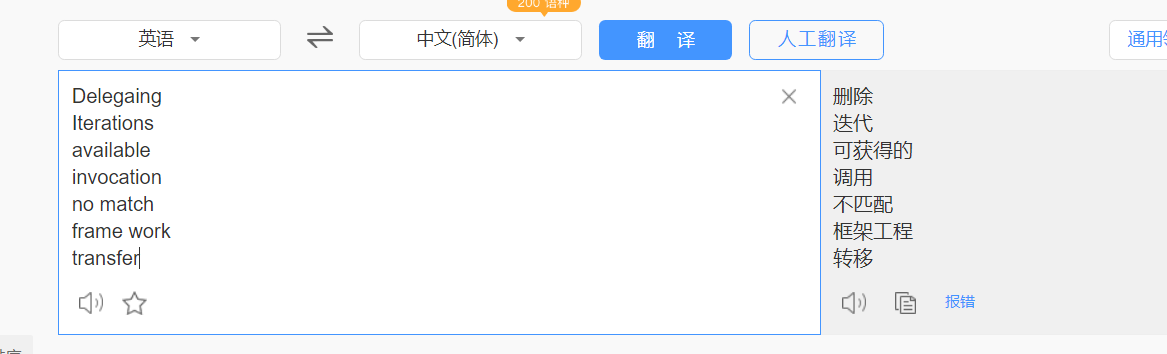 200 语种
英语
中文(简体)
翻 译
人工翻译
通用
Delegaing
Iterations
available
invocation
no match
frame work
transfer
删除
迭代
可获得的
调用
不匹配
框架工程
转移
报错